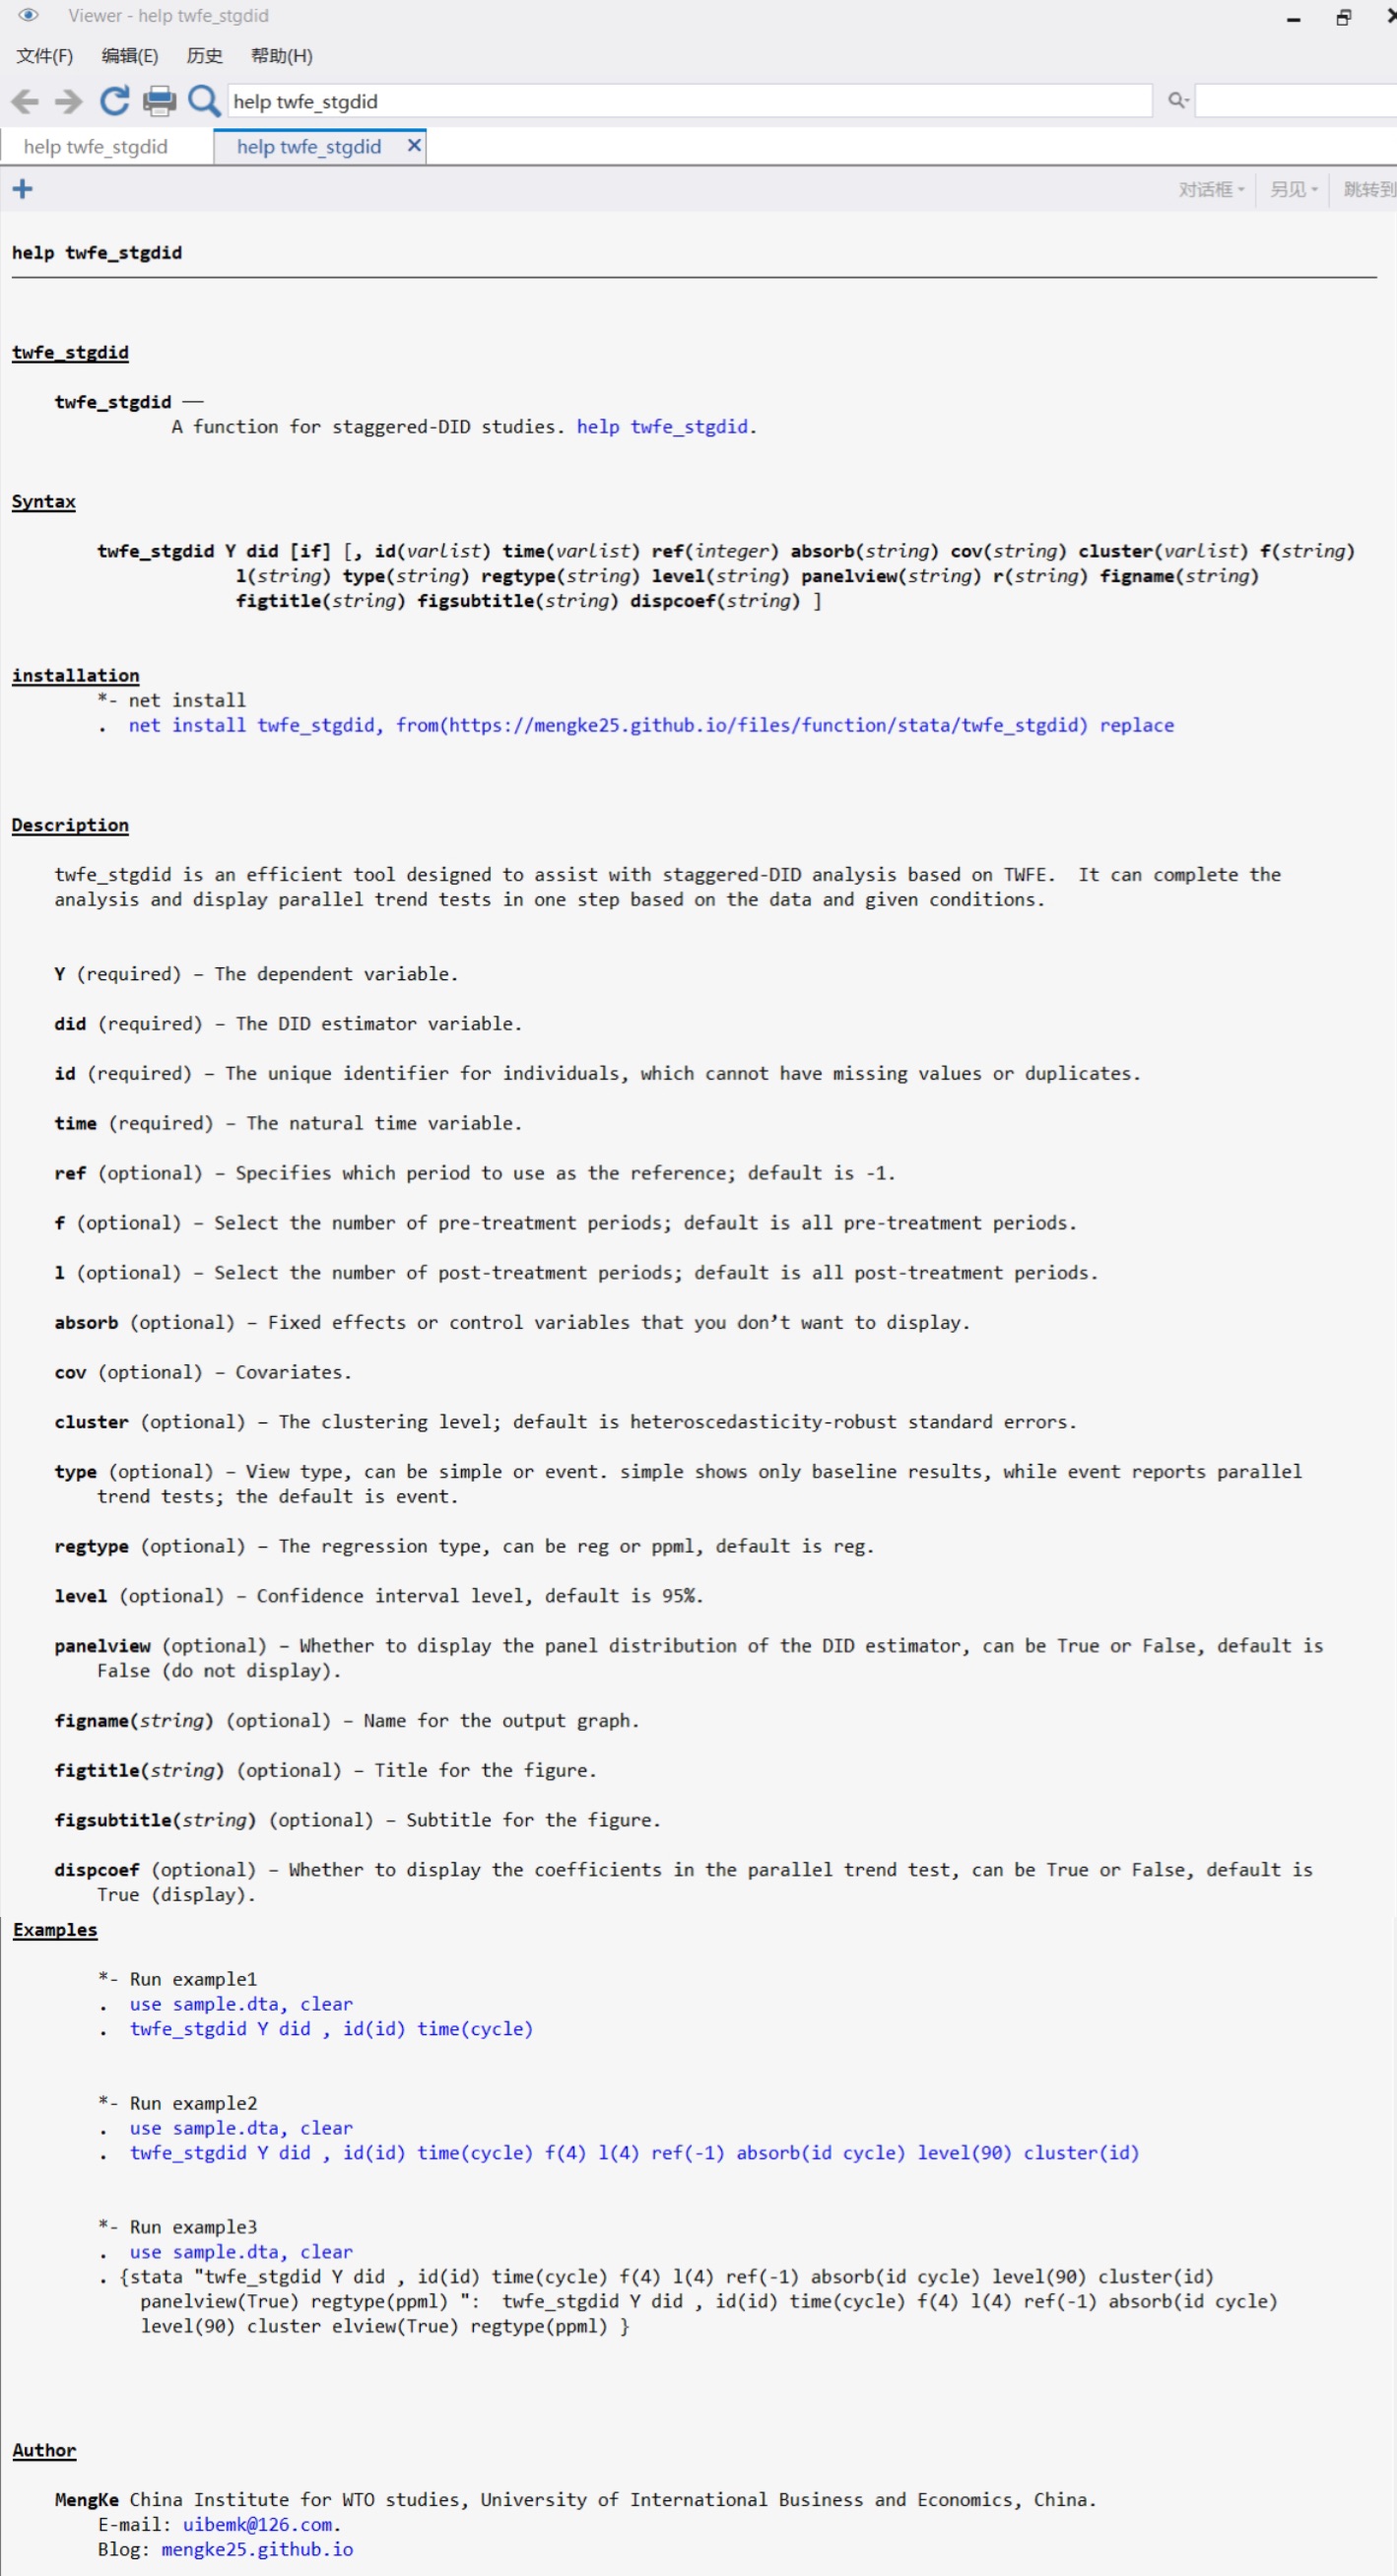 Viewer - help twfe_stgdid
文件(F) 编辑(E) 历史 帮助(H)
help twfe_stgdid
help twfe_stgdid help twfe_stgdid
对话框 另见 跳转到
help twfe_stgdid
twfe_stgdid
twfe_stgdid ——
A function for staggered-DID studies. help twfe_stgdid.
Syntax
twfe_stgdid Y did [if] [, id(varlist) time(varlist) ref(integer) absorb(string) cov(string) cluster(varlist) f(string)
l(string) type(string) regtype(string) level(string) panelview(string) r(string) figname(string)
figtitle(string) figsubtitle(string) dispcoef(string) ]
installation
*- net install
. net install twfe_stgdid, from(https://mengke25.github.io/files/function/stata/twfe_stgdid) replace
Description
twfe_stgdid is an efficient tool designed to assist with staggered-DID analysis based on TWFE.  It can complete the
analysis and display parallel trend tests in one step based on the data and given conditions.
Y (required) – The dependent variable.
did (required) – The DID estimator variable.
id (required) – The unique identifier for individuals, which cannot have missing values or duplicates.
time (required) – The natural time variable.
ref (optional) – Specifies which period to use as the reference; default is -1.
f (optional) – Select the number of pre-treatment periods; default is all pre-treatment periods.
l (optional) – Select the number of post-treatment periods; default is all post-treatment periods.
absorb (optional) – Fixed effects or control variables that you don’t want to display.
cov (optional) – Covariates.
cluster (optional) – The clustering level; default is heteroscedasticity-robust standard errors.
type (optional) – View type, can be simple or event. simple shows only baseline results, while event reports parallel
trend tests; the default is event.
regtype (optional) – The regression type, can be reg or ppml, default is reg.
level (optional) – Confidence interval level, default is 95%.
panelview (optional) – Whether to display the panel distribution of the DID estimator, can be True or False, default is
False (do not display).
figname(string) (optional) – Name for the output graph.
figtitle(string) (optional) – Title for the figure.
figsubtitle(string) (optional) – Subtitle for the figure.
dispcoef (optional) – Whether to display the coefficients in the parallel trend test, can be True or False, default is
True (display).
Examples
*- Run example1
. use sample.dta, clear
. twfe_stgdid Y did , id(id) time(cycle)
*- Run example2
. use sample.dta, clear
. twfe_stgdid Y did , id(id) time(cycle) f(4) l(4) ref(-1) absorb(id cycle) level(90) cluster(id)
*- Run example3
. use sample.dta, clear
. {stata "twfe_stgdid Y did , id(id) time(cycle) f(4) l(4) ref(-1) absorb(id cycle) level(90) cluster(id)
panelview(True) regtype(ppml) ":  twfe_stgdid Y did , id(id) time(cycle) f(4) l(4) ref(-1) absorb(id cycle)
level(90) cluster elview(True) regtype(ppml) }
Author
MengKe China Institute for WTO studies, University of International Business and Economics, China.
E-mail: uibemk@126.com.
Blog: mengke25.github.io